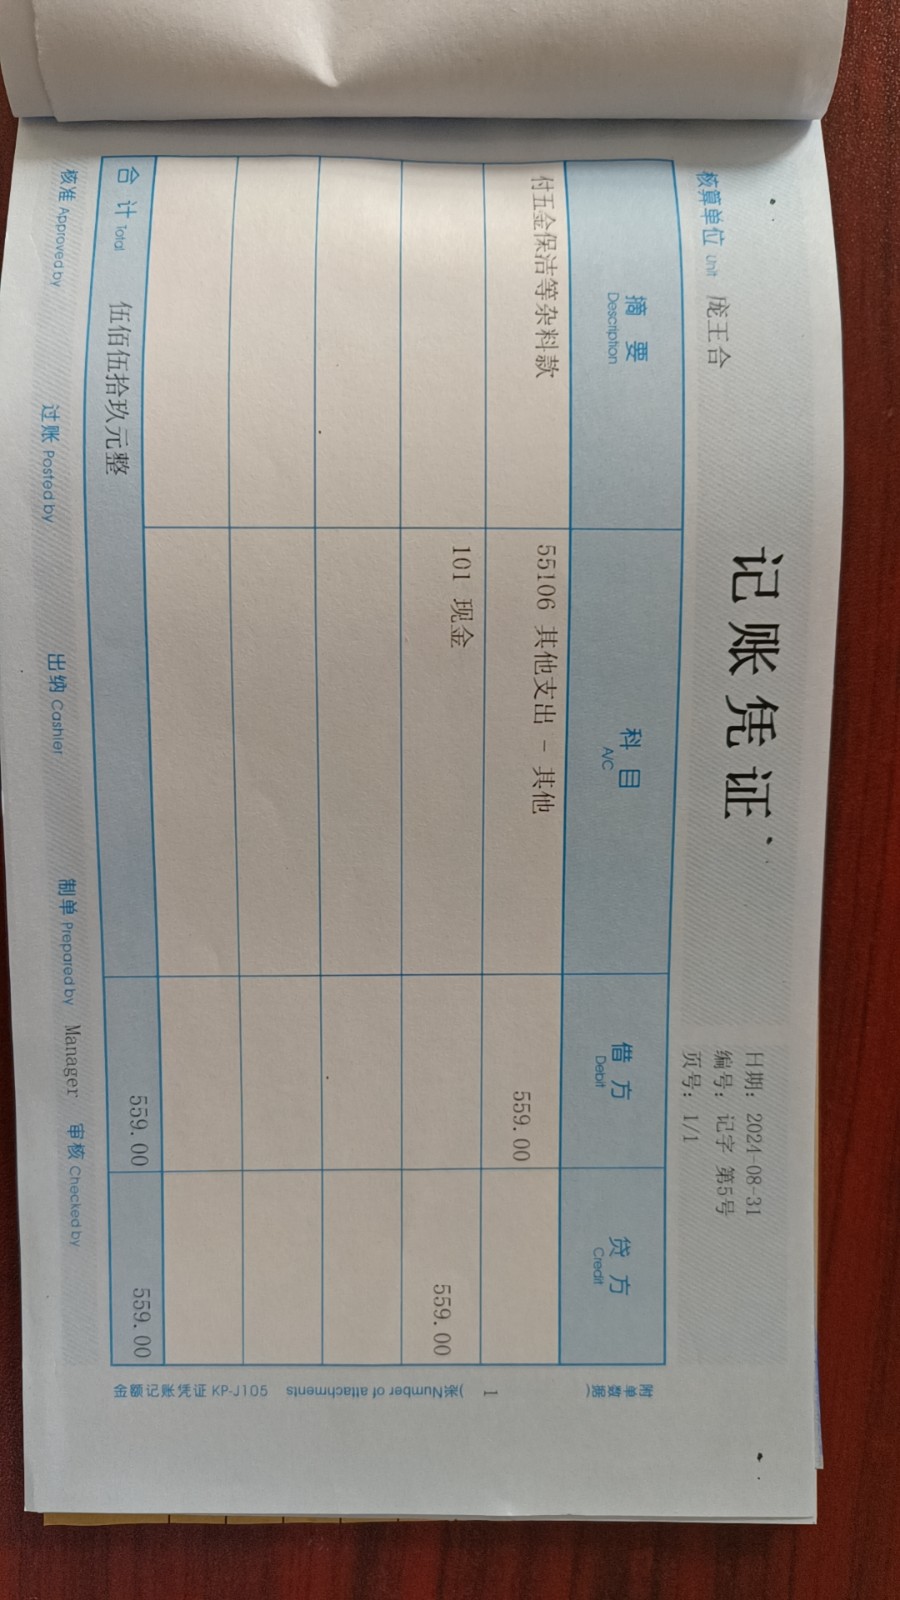 记账凭证
日期: 2024-08-31
编号: 记字 第5号
页号: 1/1
核算单位 Unit 庞王合
摘要 科目 借方 贷方
Description A/C Debit Credit
付五金保洁等杂料款 55106 其他支出 - 其他 559.00
101 现金 559.00
合计 Total 伍佰伍拾玖元整 559.00 559.00
核准 Approved by 过账 Posted by 出纳 Cashier 制单 Prepared by Manager 审核 Checked by
附单数据( 1 )张 Number of attachments
金额记账凭证 KP-J105